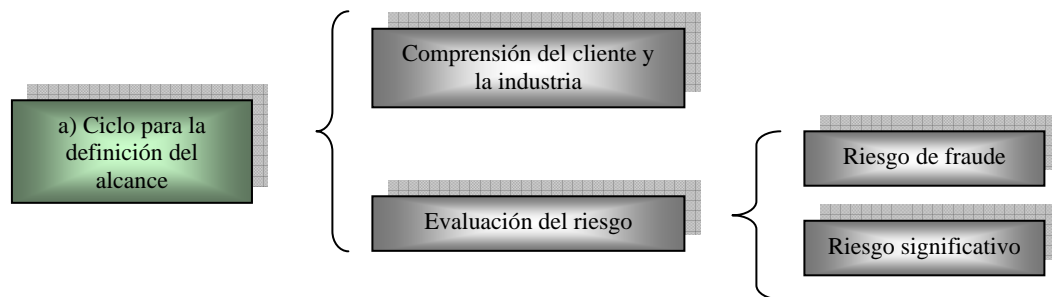 a) Ciclo para la
definición del
alcance
Comprensión del cliente y
la industria
Evaluación del riesgo
Riesgo de fraude
Riesgo significativo